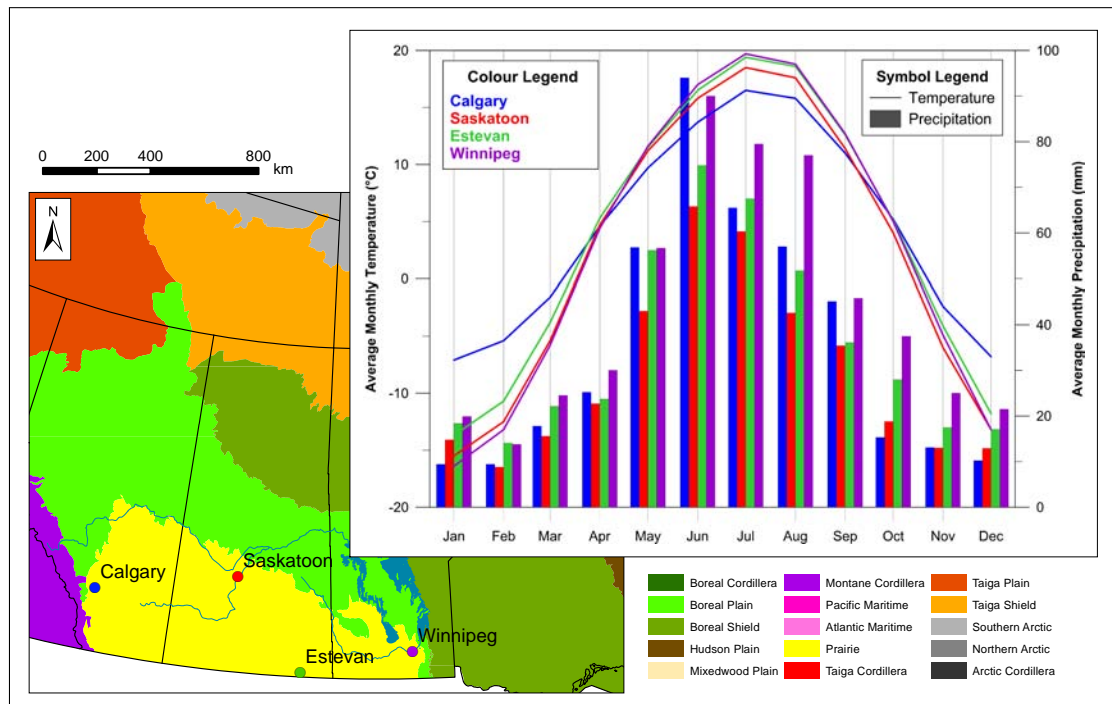 20
10
0
-10
-20
Average Monthly Temperature (°C)
100
80
60
40
20
0
Average Monthly Precipitation (mm)
Colour Legend
Calgary
Saskatoon
Estevan
Winnipeg
Symbol Legend
Temperature
Precipitation
Jan Feb Mar Apr May Jun Jul Aug Sep Oct Nov Dec
0 200 400 800
km
N
Calgary
Saskatoon
Estevan
Winnipeg
Boreal Cordillera
Boreal Plain
Boreal Shield
Hudson Plain
Mixedwood Plain
Montane Cordillera
Pacific Maritime
Atlantic Maritime
Prairie
Taiga Cordillera
Taiga Plain
Taiga Shield
Southern Arctic
Northern Arctic
Arctic Cordillera